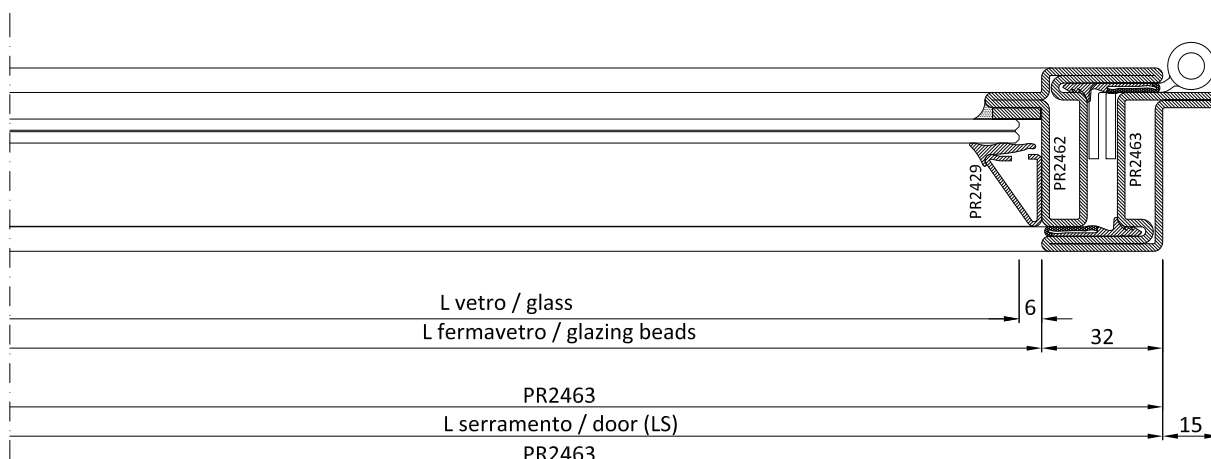 PR2429
PR2462
PR2463
L vetro / glass
6
L fermavetro / glazing beads
32
PR2463
L serramento / door (LS)
15
PR2463